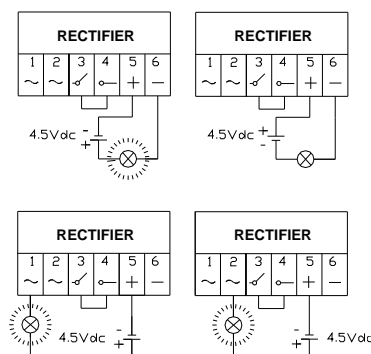 RECTIFIER
1 2 3 4 5 6
~ ~ + −
4.5Vdc - +
RECTIFIER
1 2 3 4 5 6
~ ~ + −
4.5Vdc + -
RECTIFIER
1 2 3 4 5 6
~ ~ + −
4.5Vdc - +
RECTIFIER
1 2 3 4 5 6
~ ~ + −
4.5Vdc - +